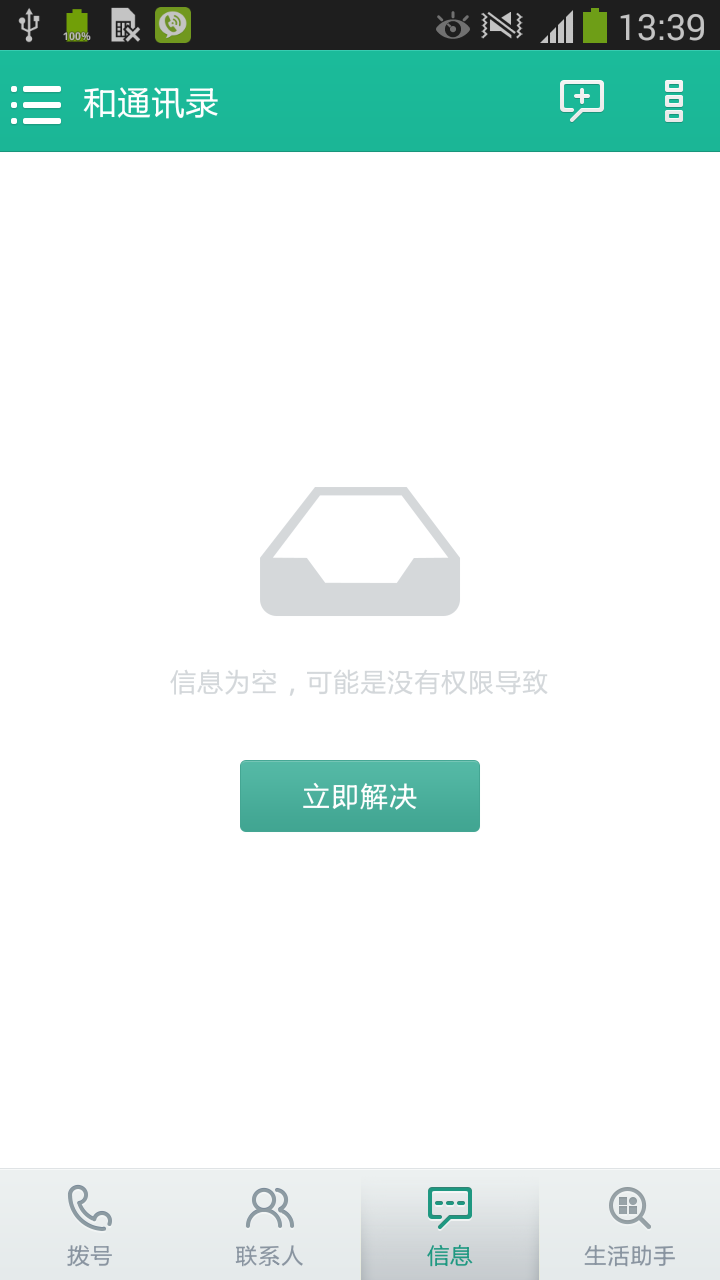 100%
13:39
和通讯录
信息为空，可能是没有权限导致
立即解决
拨号
联系人
信息
生活助手